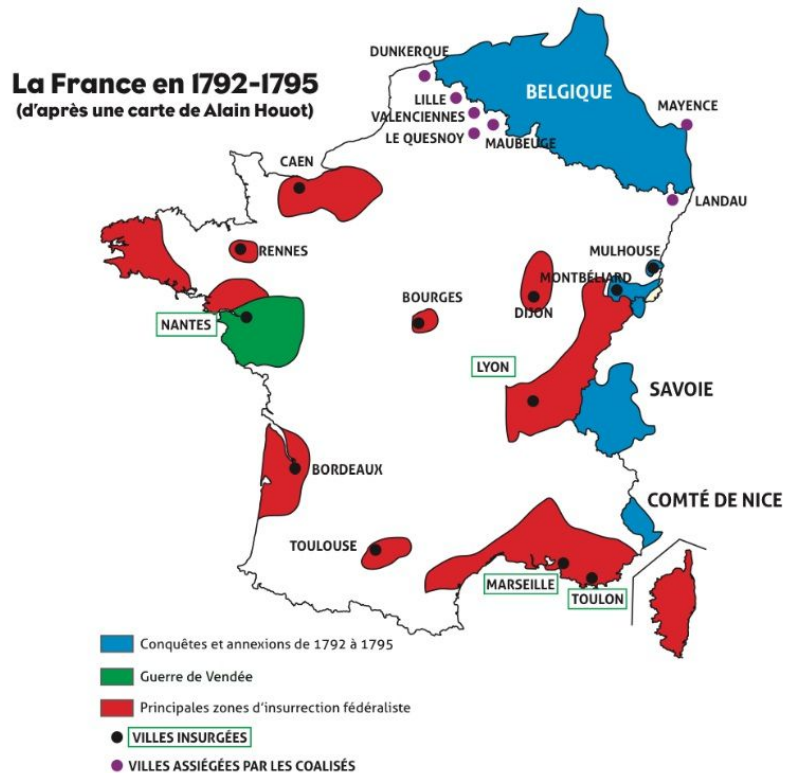 La France en 1792-1795
(d'après une carte de Alain Houot)
DUNKERQUE
BELGIQUE
LILLE
VALENCIENNES
LE QUESNOY
MAUBEUGE
MAYENCE
LANDAU
CAEN
RENNES
MULHOUSE
MONTBÉLIARD
BOURGES
DIJON
NANTES
LYON
SAVOIE
BORDEAUX
COMTÉ DE NICE
TOULOUSE
MARSEILLE
TOULON
Conquêtes et annexions de 1792 à 1795
Guerre de Vendée
Principales zones d'insurrection fédéraliste
VILLES INSURGÉES
VILLES ASSIÉGÉES PAR LES COALISÉS